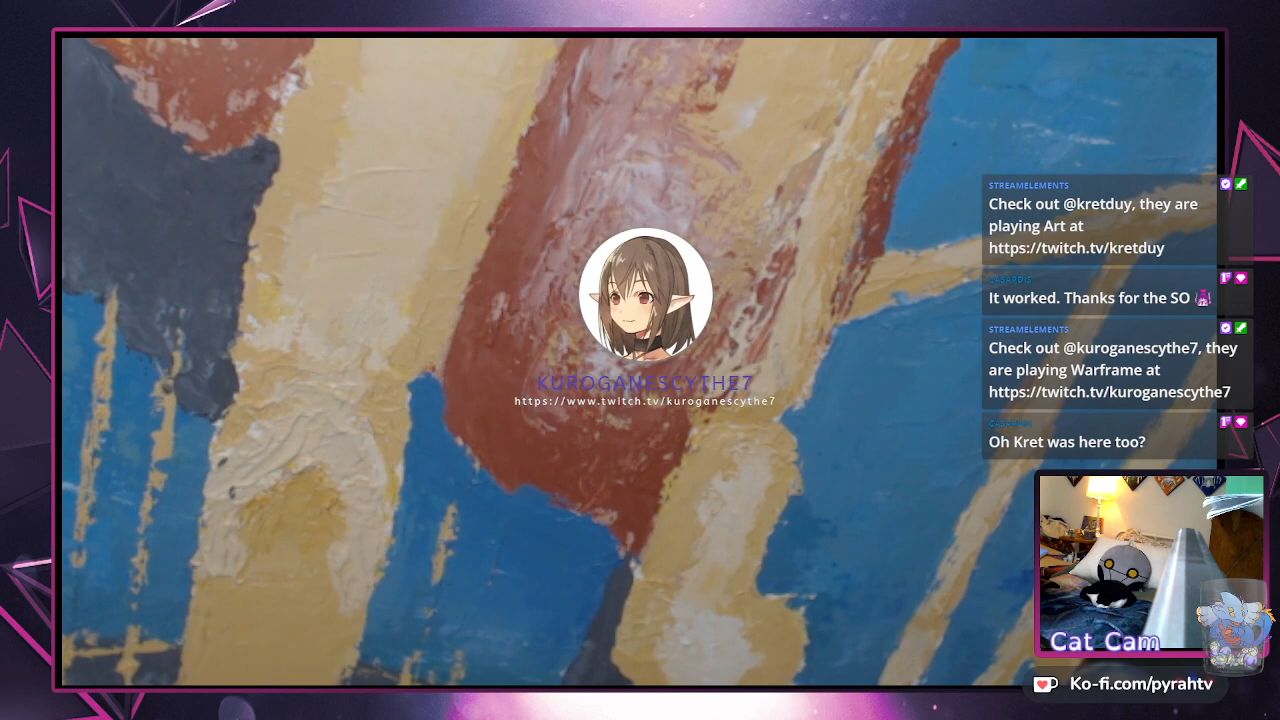 STREAMELEMENTS
Check out @kretduy, they are
playing Art at
https://twitch.tv/kretduy
It worked. Thanks for the SO
STREAMELEMENTS
Check out @kuroganescythe7, they
are playing Warframe at
https://twitch.tv/kuroganescythe7
Oh Kret was here too?
KUROGANESCYTHE7
https://www.twitch.tv/kuroganescythe7
Cat Cam
Ko-fi.com/pyrahtv